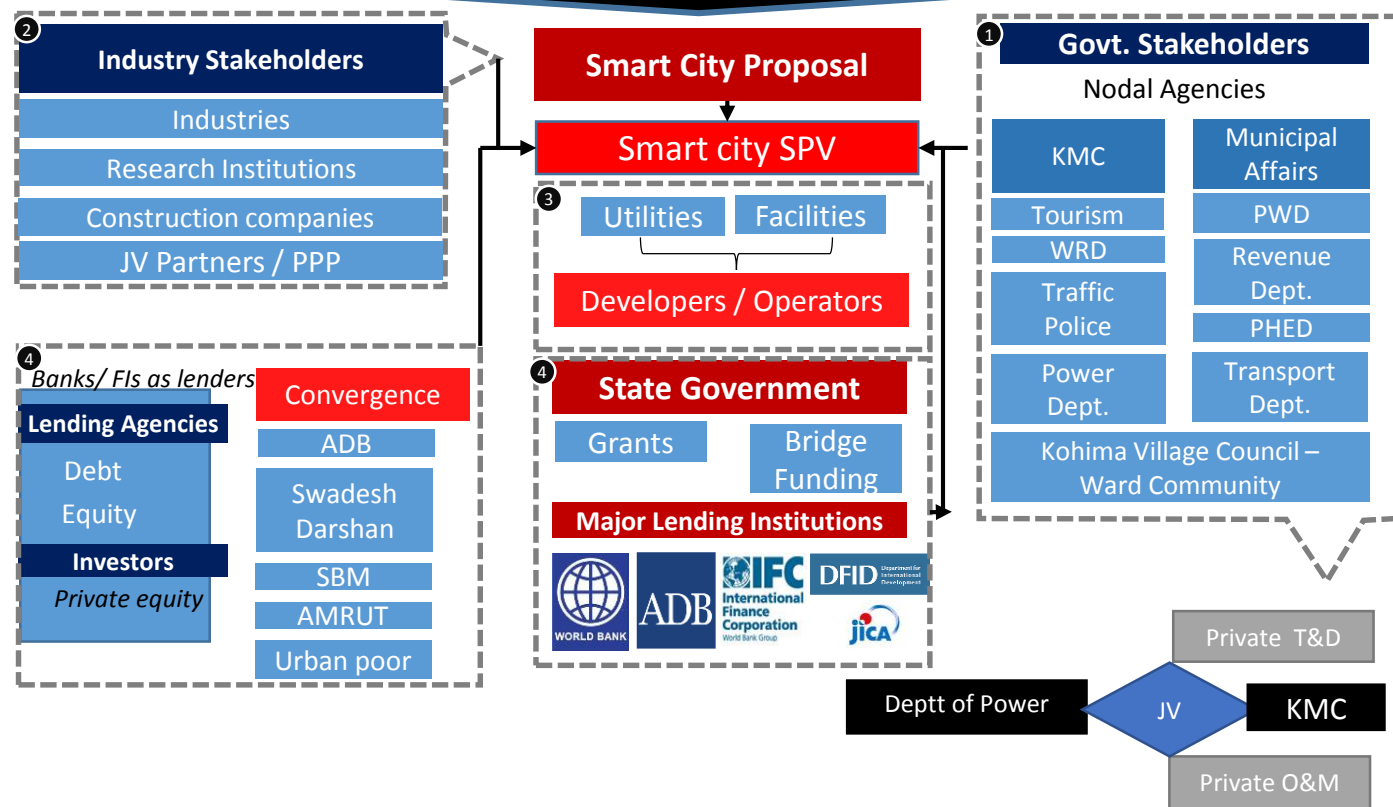 2
Industry Stakeholders
Industries
Research Institutions
Construction companies
JV Partners / PPP
Smart City Proposal
Smart city SPV
3
Utilities
Facilities
Developers / Operators
1
Govt. Stakeholders
Nodal Agencies
KMC
Municipal
Affairs
Tourism
PWD
WRD
Revenue
Dept.
Traffic
Police
PHED
Power
Dept.
Transport
Dept.
Kohima Village Council –
Ward Community
4
Banks/ FIs as lenders
Lending Agencies
Debt
Equity
Investors
Private equity
Convergence
ADB
Swadesh
Darshan
SBM
AMRUT
Urban poor
4
State Government
Grants
Bridge
Funding
Major Lending Institutions
WORLD BANK
ADB
IFC
International
Finance
Corporation
World Bank Group
DFID
Department for
International
Development
jica
Private T&D
Deptt of Power
JV
KMC
Private O&M